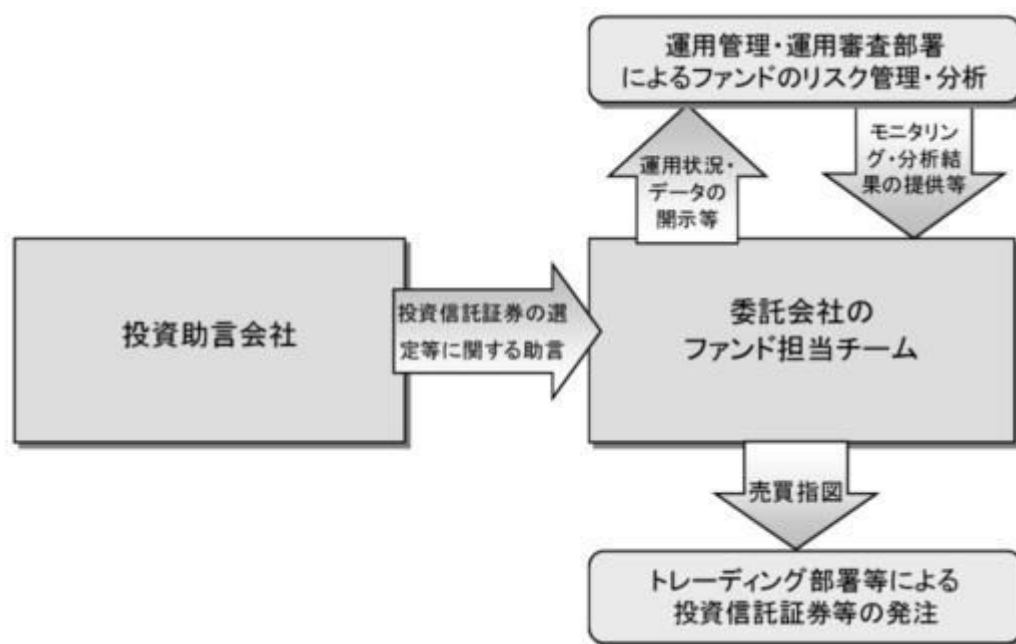 運用管理・運用審査部署
によるファンドのリスク管理・分析
運用状況・
データの
開示等
モニタリン
グ・分析結
果の提供等
投資助言会社
投資信託証券の選
定等に関する助言
委託会社の
ファンド担当チーム
売買指図
トレーディング部署等による
投資信託証券等の発注